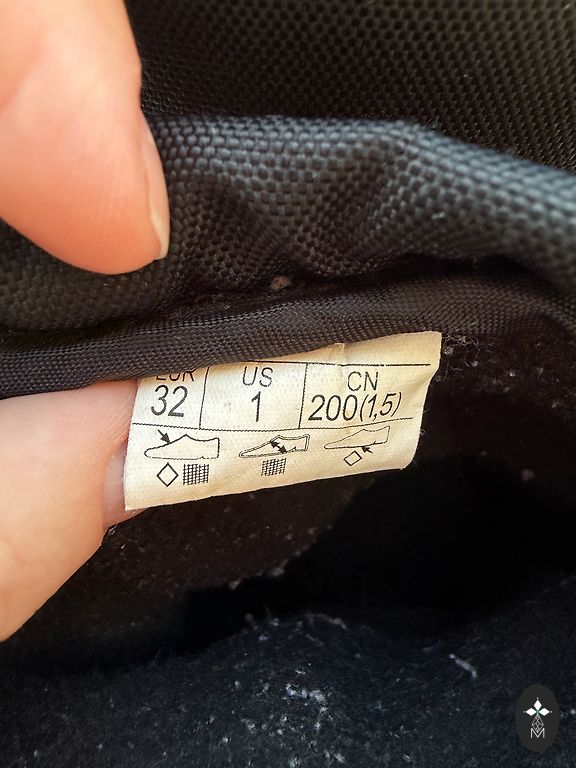 EUR US CN
32 1 200(1,5)
M